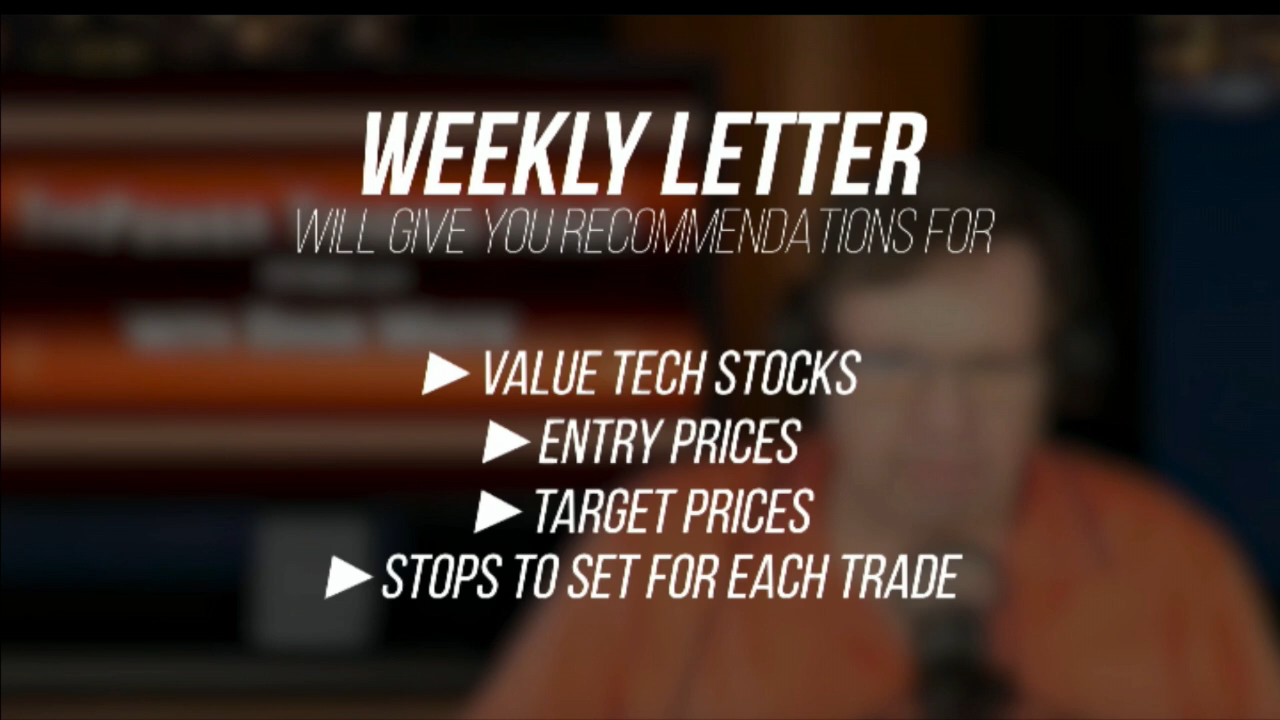 WEEKLY LETTER
WILL GIVE YOU RECOMMENDATIONS FOR
▶ VALUE TECH STOCKS
▶ ENTRY PRICES
▶ TARGET PRICES
▶ STOPS TO SET FOR EACH TRADE